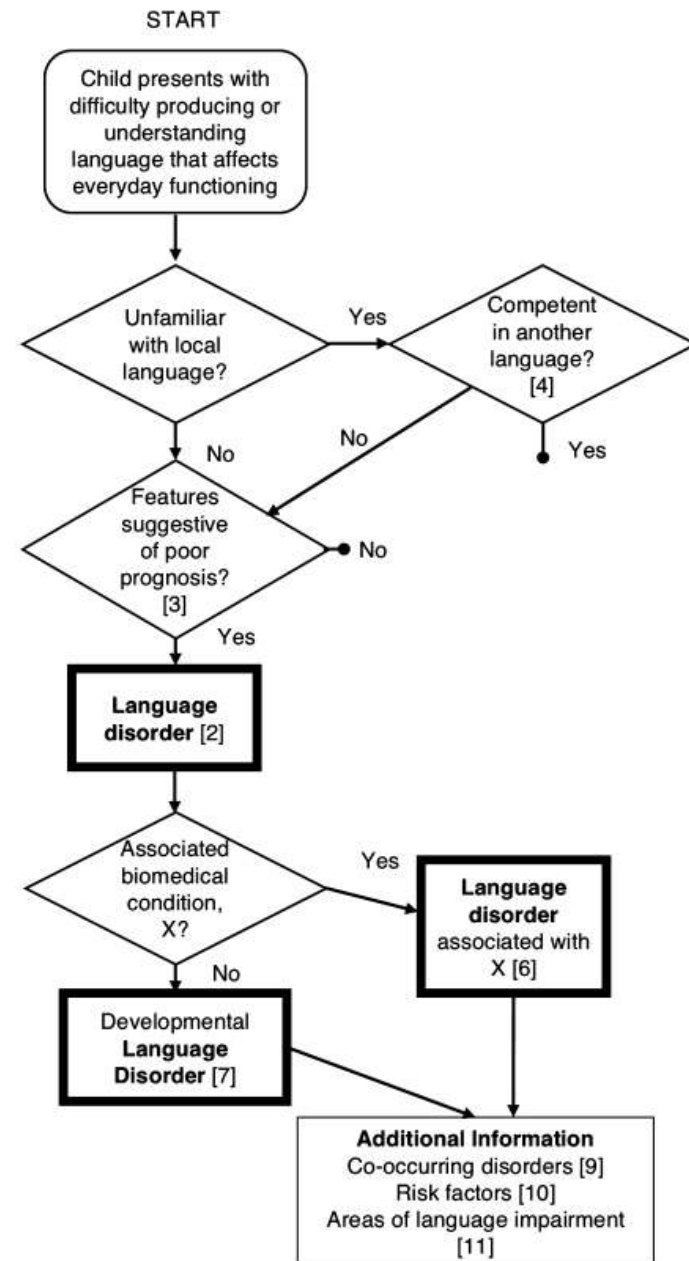 START
Child presents with
difficulty producing or
understanding
language that affects
everyday functioning
Unfamiliar
with local
language?
Yes
Competent
in another
language?
[4]
No
Yes
No
Features
suggestive
of poor
prognosis?
[3]
No
Yes
Language
disorder [2]
Associated
biomedical
condition,
X?
Yes
Language
disorder
associated with
X [6]
No
Developmental
Language
Disorder [7]
Additional Information
Co-occurring disorders [9]
Risk factors [10]
Areas of language impairment
[11]